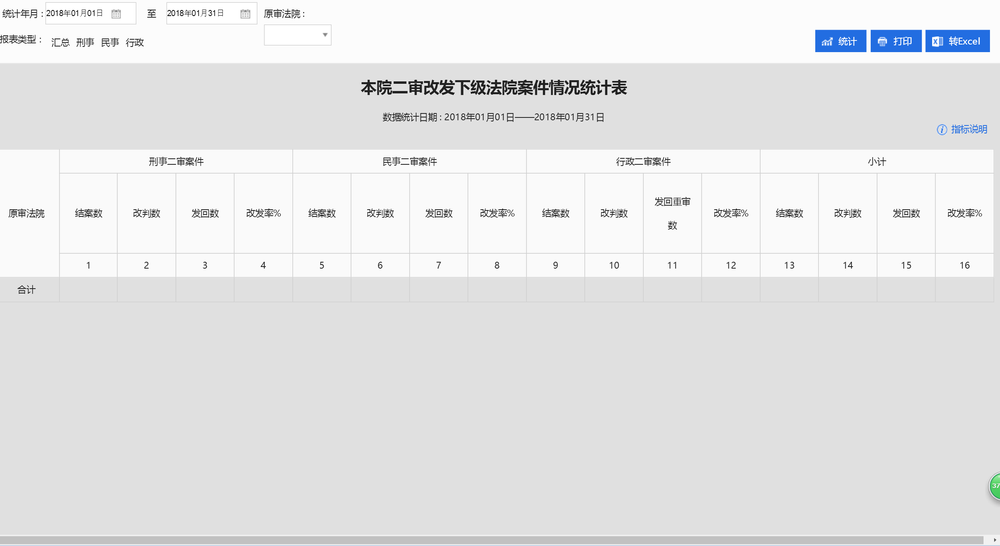 统计年月 : 2018年01月01日 至 2018年01月31日 原审法院 :
报表类型 : 汇总 刑事 民事 行政
统计 打印 转Excel
本院二审改发下级法院案件情况统计表
数据统计日期 : 2018年01月01日——2018年01月31日
指标说明
刑事二审案件 民事二审案件 行政二审案件 小计
原审法院 结案数 改判数 发回数 改发率% 结案数 改判数 发回数 改发率% 结案数 改判数 发回重审数 改发率% 结案数 改判数 发回数 改发率%
1 2 3 4 5 6 7 8 9 10 11 12 13 14 15 16
合计